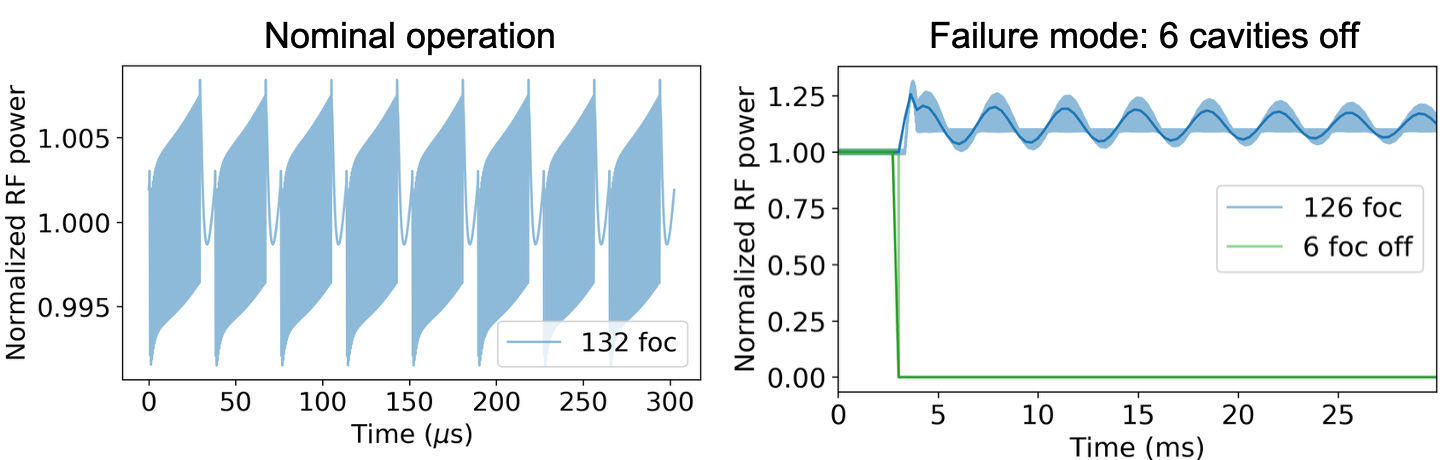 Nominal operation
Normalized RF power
1.005
1.000
0.995
132 foc
0 50 100 150 200 250 300
Time (μs)
Failure mode: 6 cavities off
Normalized RF power
1.25
1.00
0.75
0.50
0.25
0.00
126 foc
6 foc off
0 5 10 15 20 25
Time (ms)